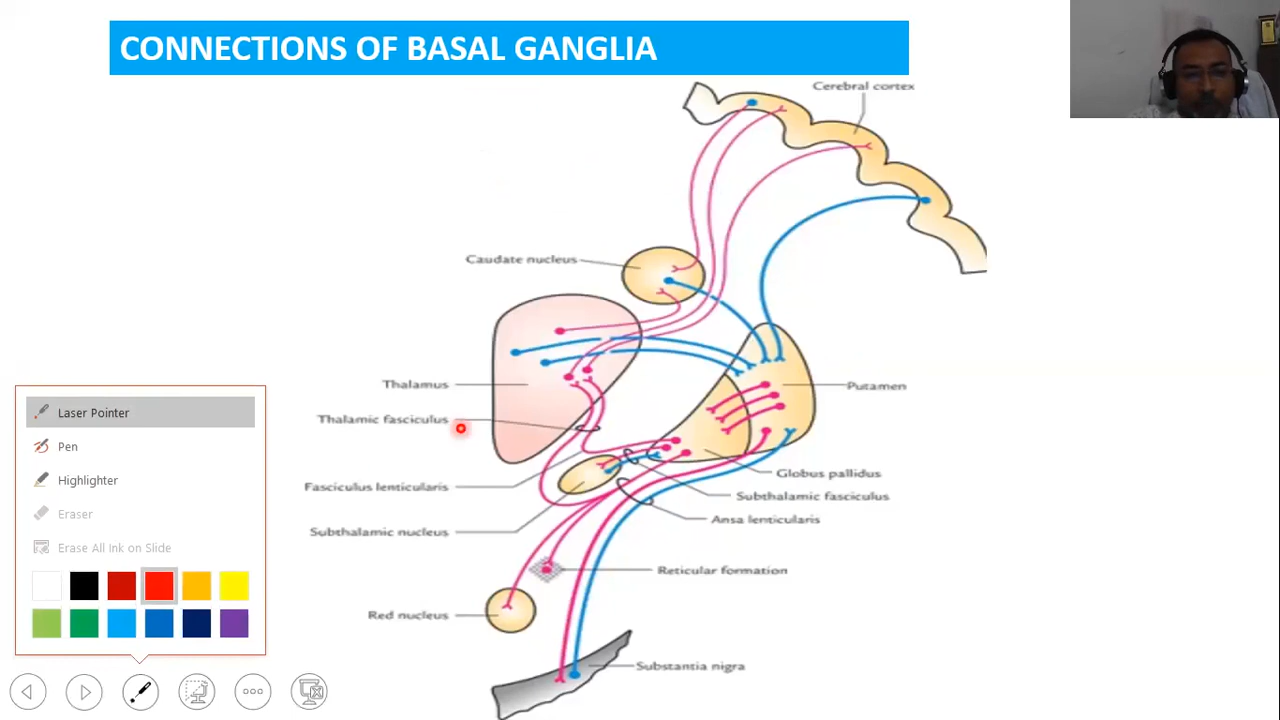 CONNECTIONS OF BASAL GANGLIA
Cerebral cortex
Caudate nucleus
Thalamus
Putamen
Thalamic fasciculus
Globus pallidus
Fasciculus lenticularis
Subthalamic fasciculus
Ansa lenticularis
Subthalamic nucleus
Reticular formation
Red nucleus
Substantia nigra
Laser Pointer
Pen
Highlighter
Eraser
Erase All Ink on Slide